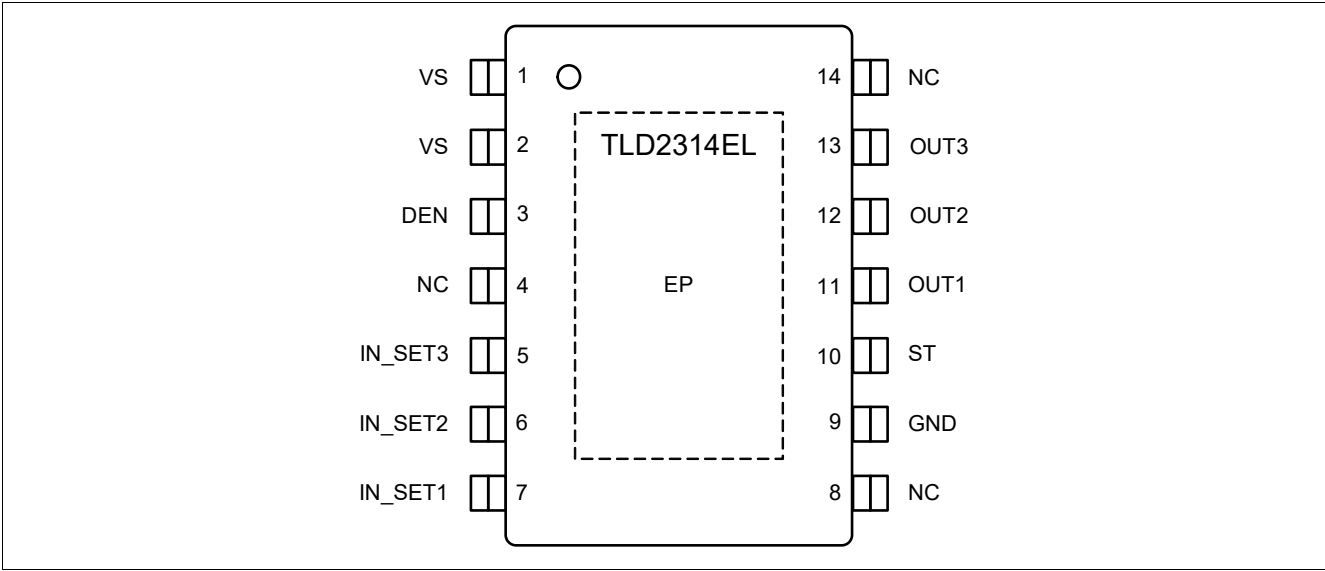 VS 1 14 NC
VS 2 TLD2314EL 13 OUT3
DEN 3 12 OUT2
NC 4 EP 11 OUT1
IN_SET3 5 10 ST
IN_SET2 6 9 GND
IN_SET1 7 8 NC